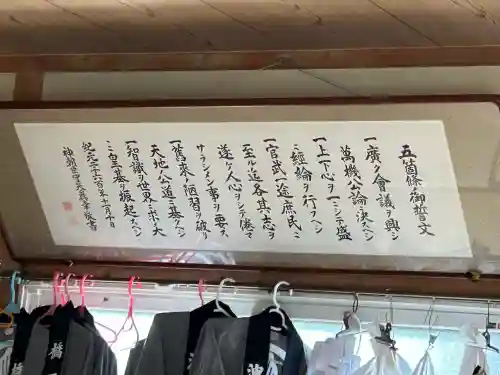 五箇條御誓文
一廣ク會議ヲ興シ
萬機公論ニ決スヘシ
一上下心ヲ一ニシテ盛
ニ經綸ヲ行フヘシ
一官武一途庶民ニ
至ル迄各其志ヲ
遂ケ人心ヲシテ倦マ
サラシメン事ヲ要ス
一舊來ノ陋習ヲ破リ
天地ノ公道ニ基クヘシ
一智識ヲ世界ニ求メ大
ニ皇基ヲ振起スヘシ
紀元二千六百年十一月十日
橋